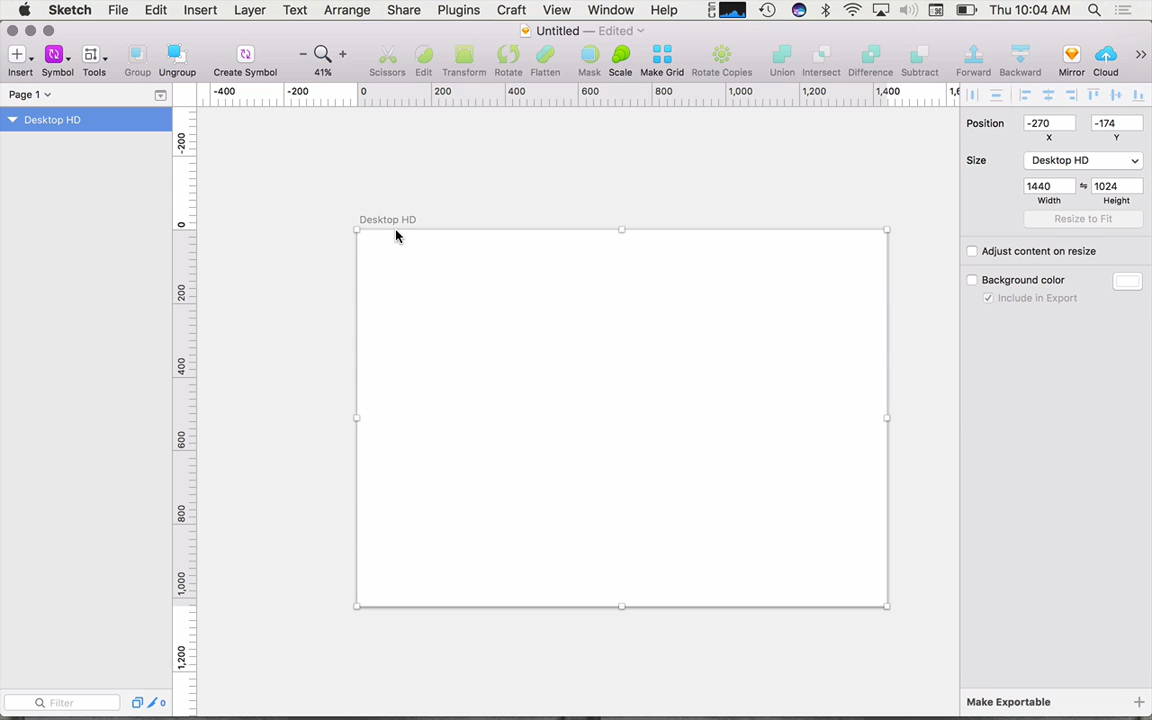 Sketch File Edit Insert Layer Text Arrange Share Plugins Craft View Window Help Thu 10:04 AM
Untitled — Edited
41%
Insert Symbol Tools Group Ungroup Create Symbol Scissors Edit Transform Rotate Flatten Mask Scale Make Grid Rotate Copies Union Intersect Difference Subtract Forward Backward Mirror Cloud
Page 1
-400 -200 0 200 400 600 800 1,000 1,200 1,400 1,6
Desktop HD
Position -270 -174
X Y
-200
Size Desktop HD
1440 1024
Width Height
Resize to Fit
Desktop HD
0
Adjust content on resize
Background color
Include in Export
200
400
600
800
1,000
1,200
Filter 0
Make Exportable